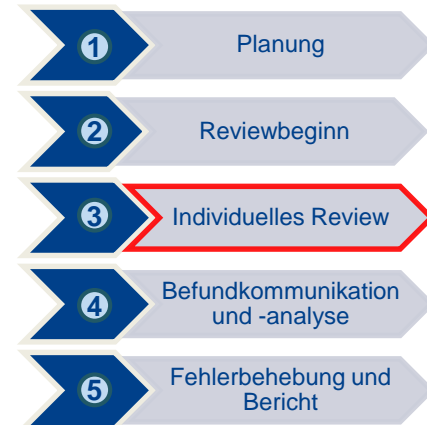 1 Planung
2 Reviewbeginn
3 Individuelles Review
4 Befundkommunikation
und -analyse
5 Fehlerbehebung und
Bericht